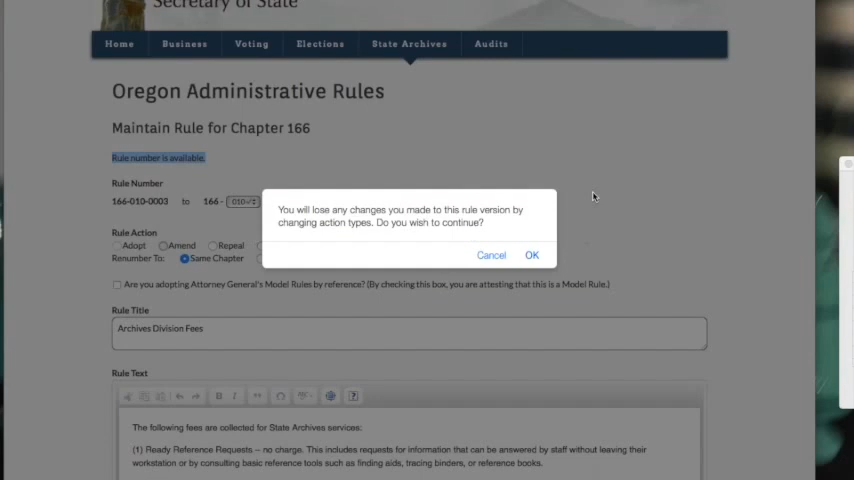 Secretary of State
Home Business Voting Elections State Archives Audits
Oregon Administrative Rules
Maintain Rule for Chapter 166
Rule number is available.
Rule Number
166-010-0003 to 166 - 010
You will lose any changes you made to this rule version by
changing action types. Do you wish to continue?
Cancel OK
Rule Action
Adopt Amend Repeal
Renumber To: Same Chapter
Are you adopting Attorney General's Model Rules by reference? (By checking this box, you are attesting that this is a Model Rule.)
Rule Title
Archives Division Fees
Rule Text
B I
The following fees are collected for State Archives services:
(1) Ready Reference Requests – no charge. This includes requests for information that can be answered by staff without leaving their
workstation or by consulting basic reference tools such as finding aids, tracing binders, or reference books.